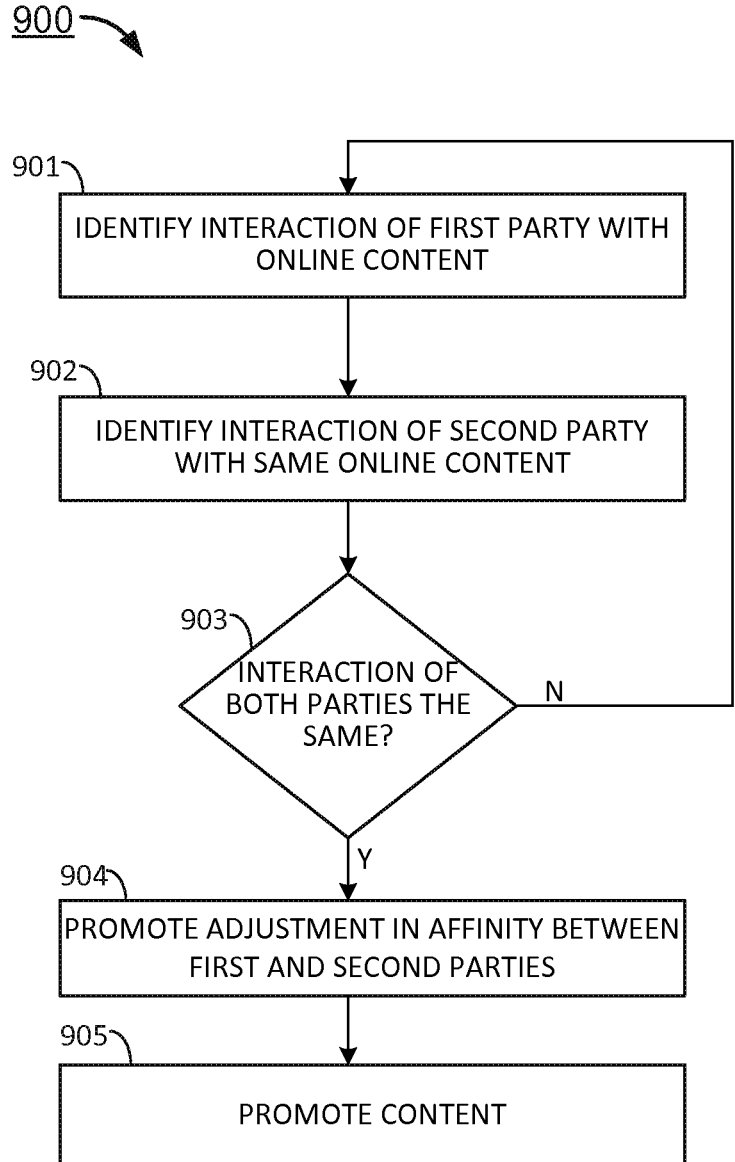 900
901
IDENTIFY INTERACTION OF FIRST PARTY WITH
ONLINE CONTENT
902
IDENTIFY INTERACTION OF SECOND PARTY
WITH SAME ONLINE CONTENT
903
INTERACTION OF
BOTH PARTIES THE
SAME?
N
Y
904
PROMOTE ADJUSTMENT IN AFFINITY BETWEEN
FIRST AND SECOND PARTIES
905
PROMOTE CONTENT